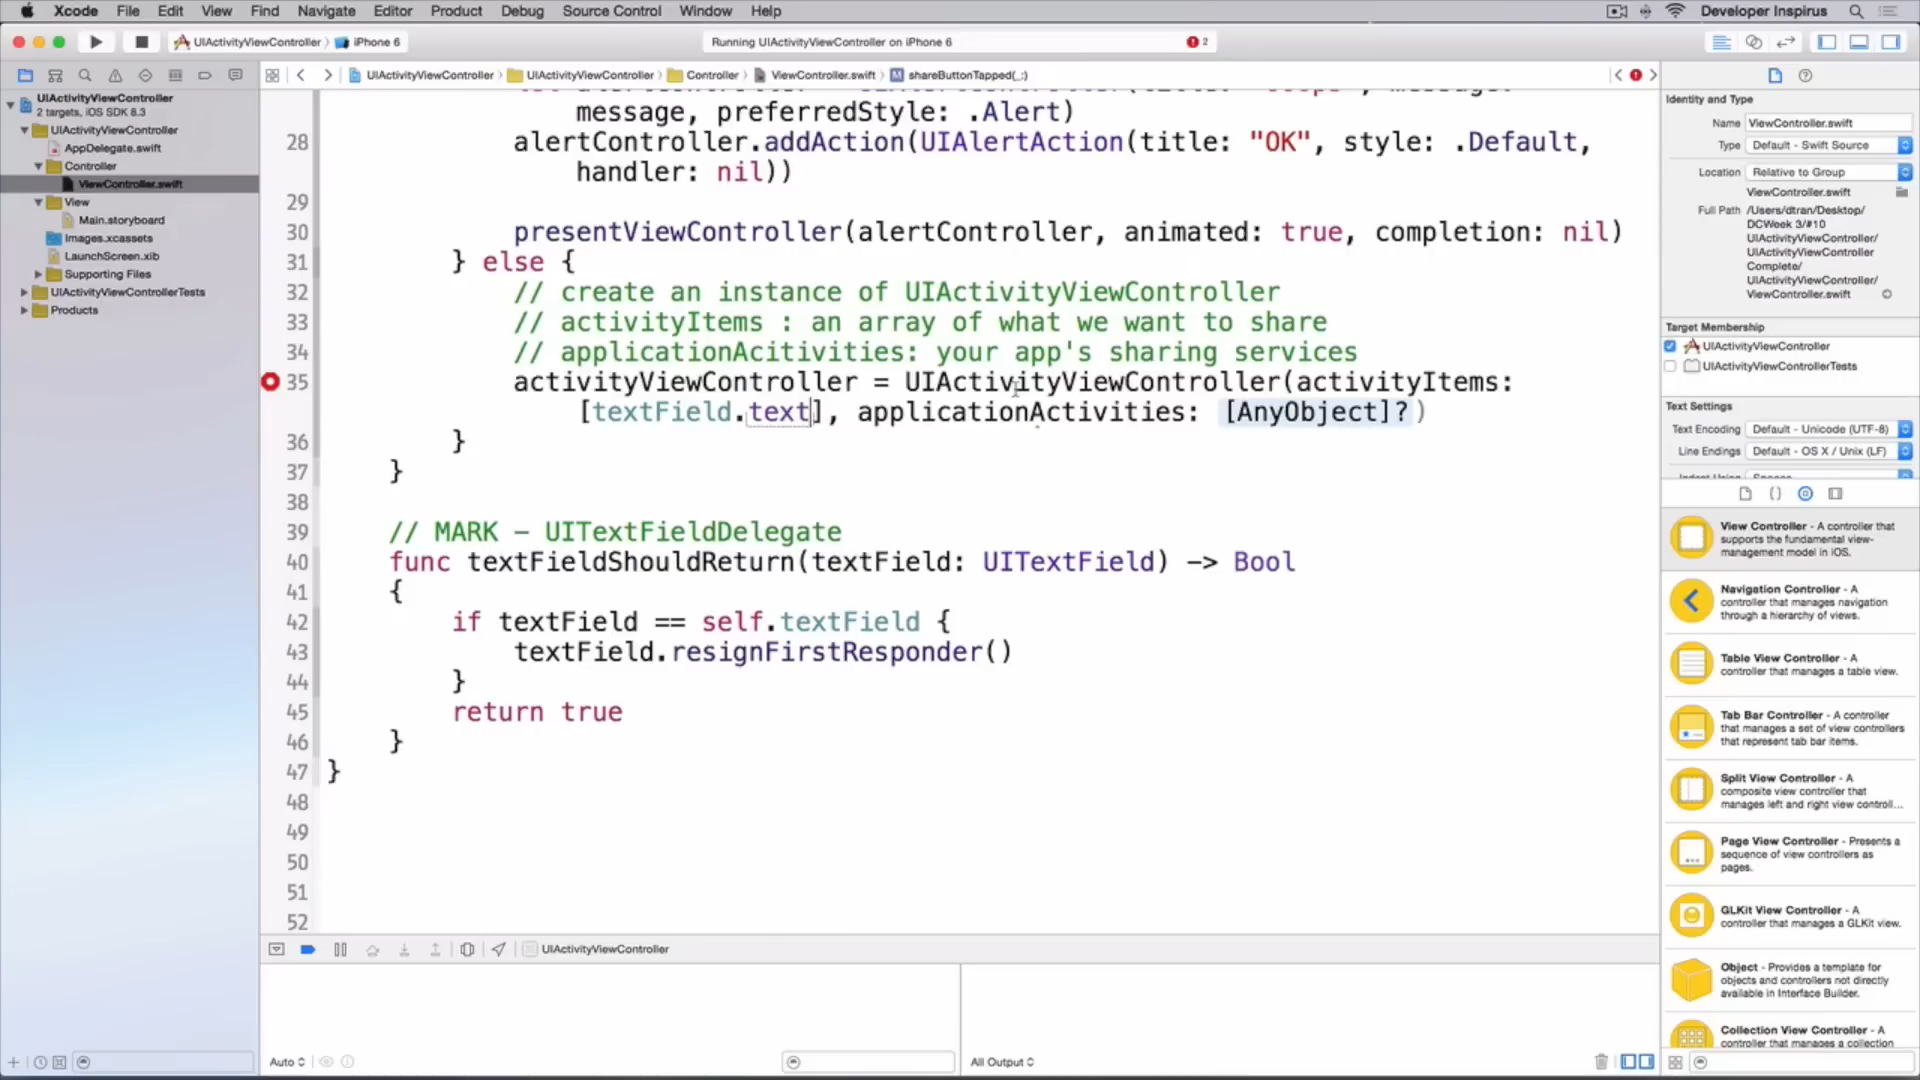 Xcode File Edit View Find Navigate Editor Product Debug Source Control Window Help Developer Inspirus
UIActivityViewController iPhone 6 Running UIActivityViewController on iPhone 6 2
UIActivityViewController UIActivityViewController Controller ViewController.swift M shareButtonTapped(_:)
UIActivityViewController
2 targets, iOS SDK 8.3
UIActivityViewController
AppDelegate.swift
Controller
ViewController.swift
View
Main.storyboard
Images.xcassets
LaunchScreen.xib
Supporting Files
UIActivityViewControllerTests
Products
message, preferredStyle: .Alert)
28 alertController.addAction(UIAlertAction(title: "OK", style: .Default,
handler: nil))
29
30 presentViewController(alertController, animated: true, completion: nil)
31 } else {
32 // create an instance of UIActivityViewController
33 // activityItems : an array of what we want to share
34 // applicationAcitivities: your app's sharing services
35 activityViewController = UIActivityViewController(activityItems:
[textField.text], applicationActivities: [AnyObject]?)
36 }
37 }
38
39 // MARK – UITextFieldDelegate
40 func textFieldShouldReturn(textField: UITextField) -> Bool
41 {
42 if textField == self.textField {
43 textField.resignFirstResponder()
44 }
45 return true
46 }
47 }
48
49
50
51
52
UIActivityViewController
Auto
All Output
Identity and Type
Name ViewController.swift
Type Default - Swift Source
Location Relative to Group
ViewController.swift
Full Path /Users/dtran/Desktop/
DCWeek 3/#10
UIActivityViewController/
UIActivityViewController
Complete/
UIActivityViewController/
ViewController.swift
Target Membership
UIActivityViewController
UIActivityViewControllerTests
Text Settings
Text Encoding Default - Unicode (UTF-8)
Line Endings Default - OS X / Unix (LF)
View Controller - A controller that
supports the fundamental view-
management model in iOS.
Navigation Controller - A
controller that manages navigation
through a hierarchy of views.
Table View Controller - A
controller that manages a table view.
Tab Bar Controller - A controller
that manages a set of view controllers
that represent tab bar items.
Split View Controller - A
composite view controller that
manages left and right view controll...
Page View Controller - Presents a
sequence of view controllers as
pages.
GLKit View Controller - A
controller that manages a GLKit view.
Object - Provides a template for
objects and controllers not directly
available in Interface Builder.
Collection View Controller - A
controller that manages a collection